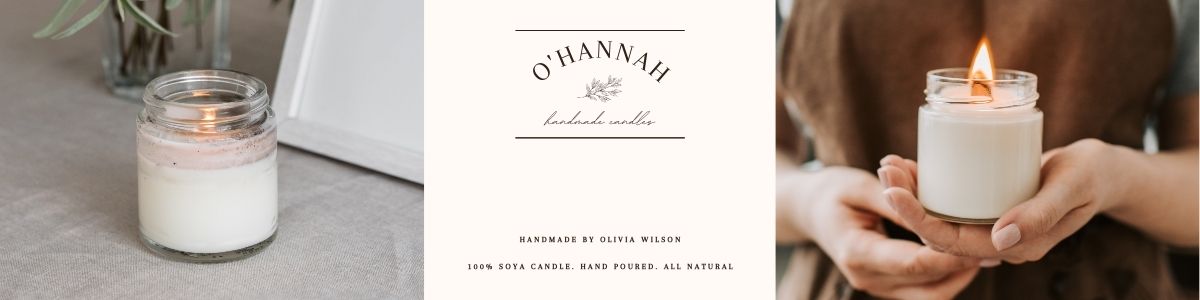 O'HANNAH
handmade candles
HANDMADE BY OLIVIA WILSON
100% SOYA CANDLE. HAND POURED. ALL NATURAL